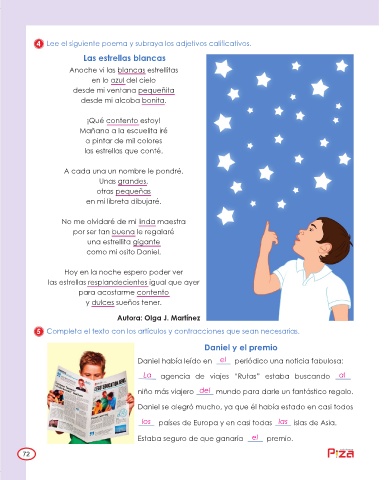 4 Lee el siguiente poema y subraya los adjetivos calificativos.
Las estrellas blancas
Anoche vi las blancas estrellitas
en lo azul del cielo
desde mi ventana pequeñita
desde mi alcoba bonita.
¡Qué contento estoy!
Mañana a la escuelita iré
a pintar de mil colores
las estrellas que conté.
A cada una un nombre le pondré.
Unas grandes,
otras pequeñas
en mi libreta dibujaré.
No me olvidaré de mi linda maestra
por ser tan buena le regalaré
una estrellita gigante
como mi osito Daniel.
Hoy en la noche espero poder ver
las estrellas resplandecientes igual que ayer
para acostarme contento
y dulces sueños tener.
Autora: Olga J. Martínez
5 Completa el texto con los artículos y contracciones que sean necesarias.
Daniel y el premio
Daniel había leído en el periódico una noticia fabulosa:
La agencia de viajes "Rutas" estaba buscando al
niño más viajero del mundo para darle un fantástico regalo.
Daniel se alegró mucho, ya que él había estado en casi todos
los países de Europa y en casi todas las islas de Asia.
Estaba seguro de que ganaría el premio.
72